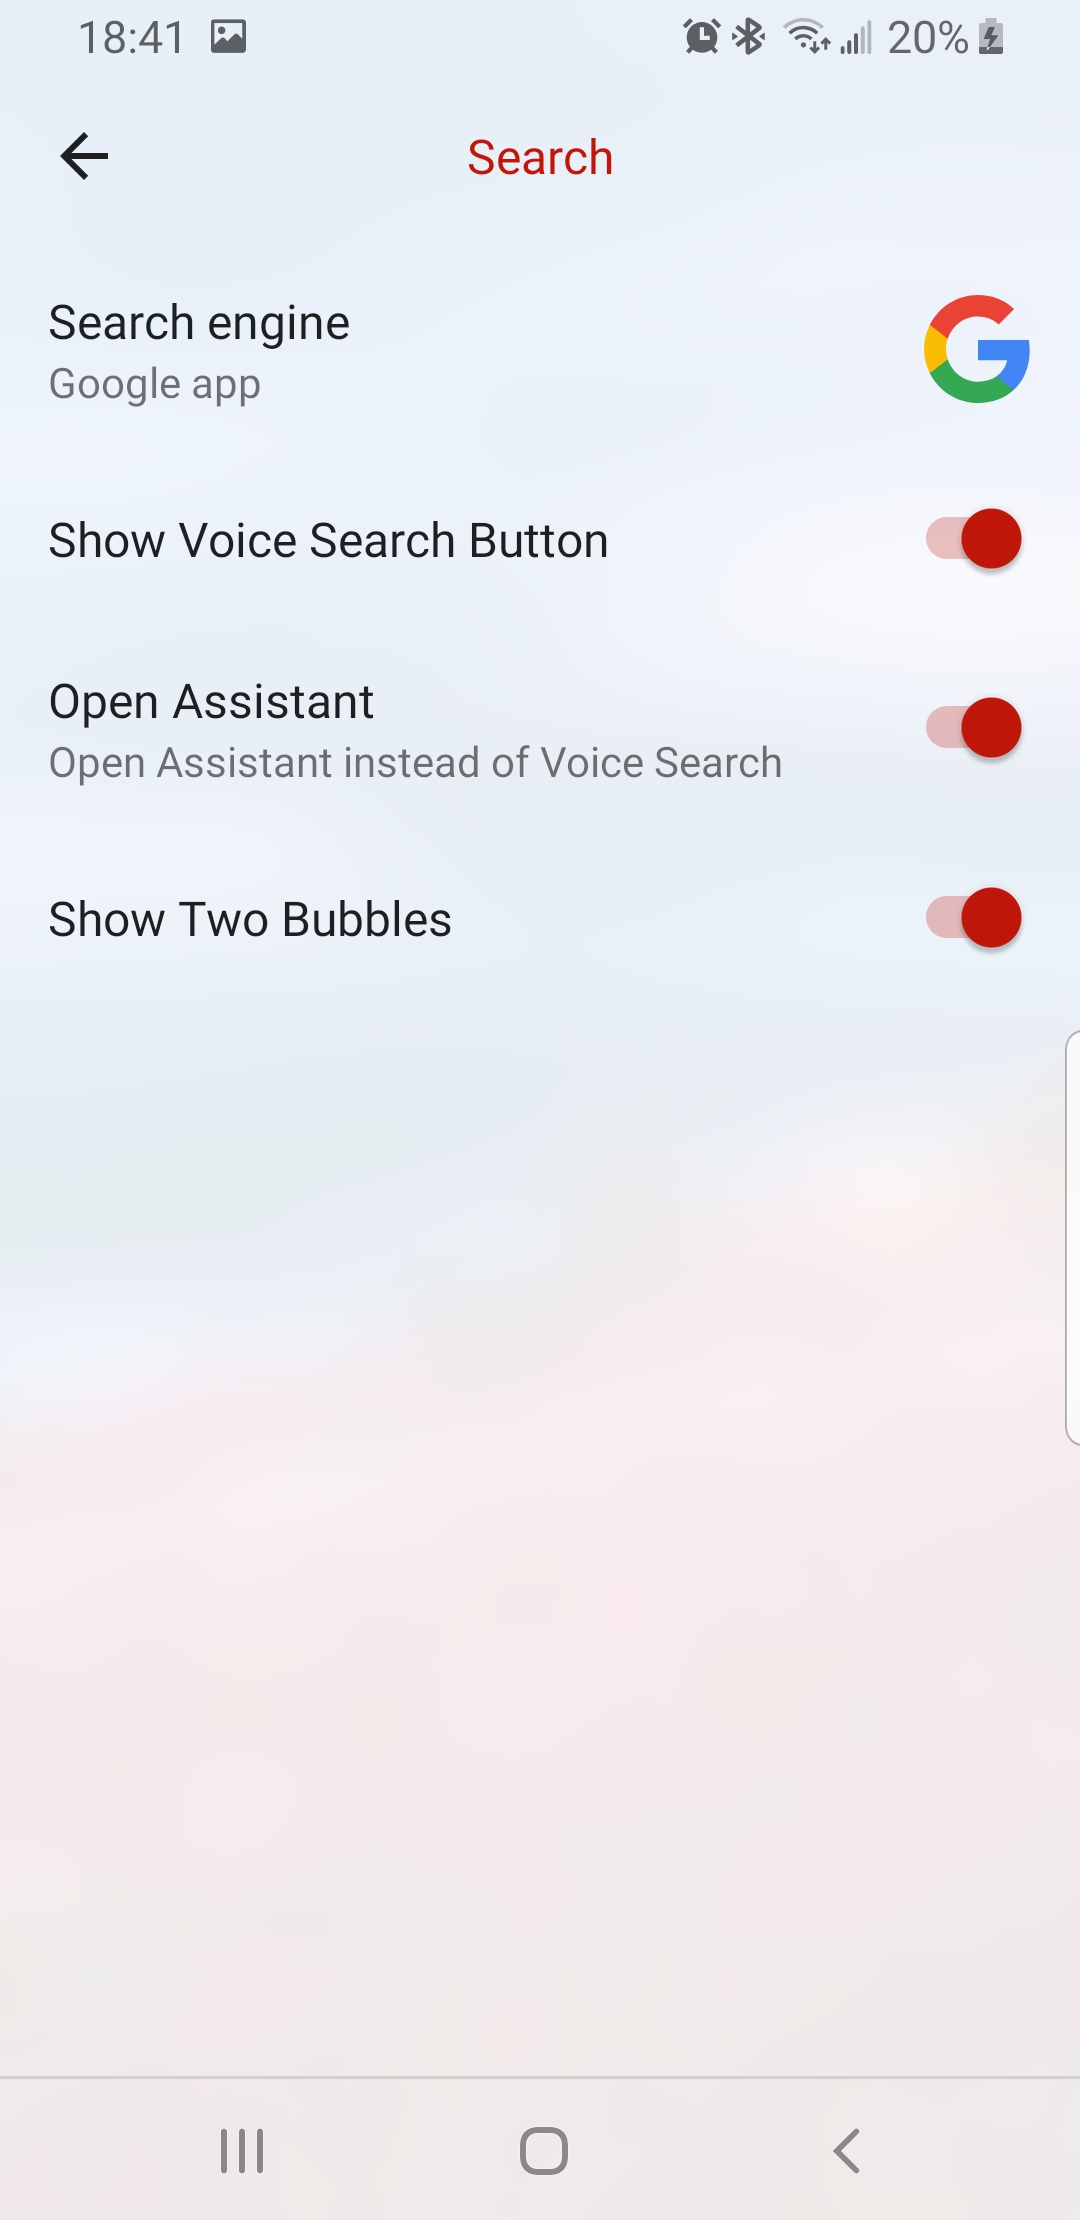 18:41 20%
Search
Search engine
Google app
Show Voice Search Button
Open Assistant
Open Assistant instead of Voice Search
Show Two Bubbles